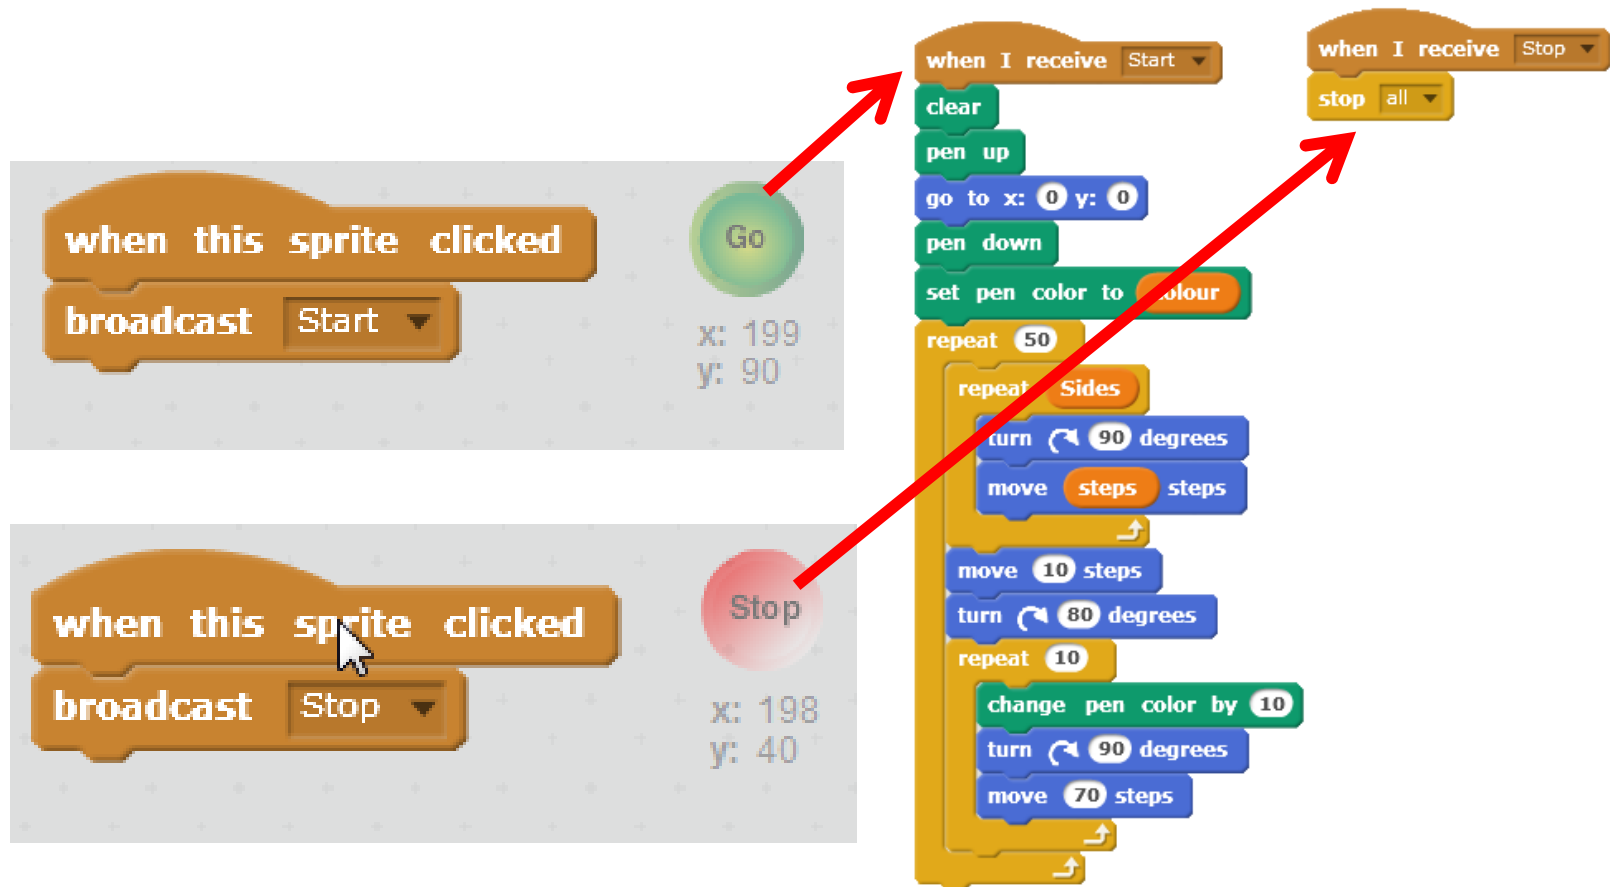 when this sprite clicked
broadcast Start
Go
x: 199
y: 90
when this sprite clicked
broadcast Stop
Stop
x: 198
y: 40
when I receive Start
clear
pen up
go to x: 0 y: 0
pen down
set pen color to colour
repeat 50
repeat Sides
turn 90 degrees
move steps steps
move 10 steps
turn 80 degrees
repeat 10
change pen color by 10
turn 90 degrees
move 70 steps
when I receive Stop
stop all